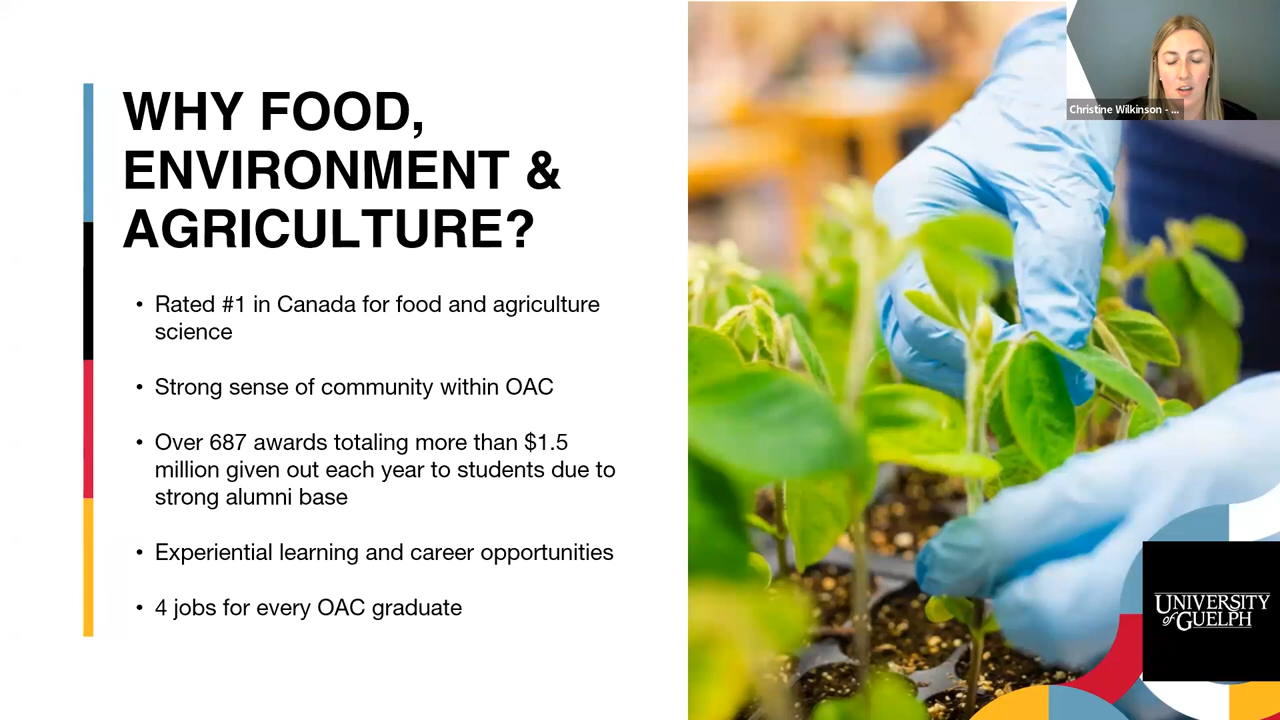 WHY FOOD,
ENVIRONMENT &
AGRICULTURE?
• Rated #1 in Canada for food and agriculture
science
• Strong sense of community within OAC
• Over 687 awards totaling more than $1.5
million given out each year to students due to
strong alumni base
• Experiential learning and career opportunities
• 4 jobs for every OAC graduate
Christine Wilkinson - ...
UNIVERSITY
of GUELPH